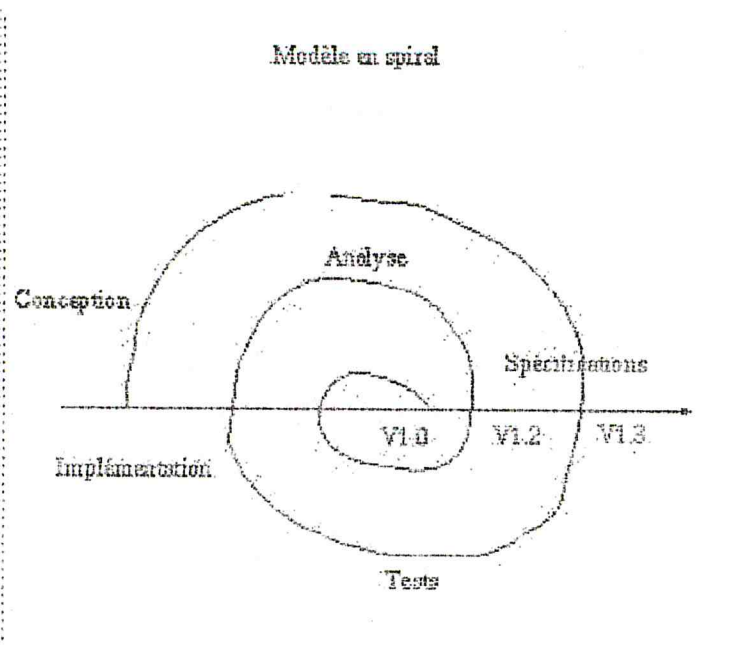 Modèle en spiral
Analyse
Conception
Spécifications
V1.0 V1.2 V1.3
Implémentation
Tests